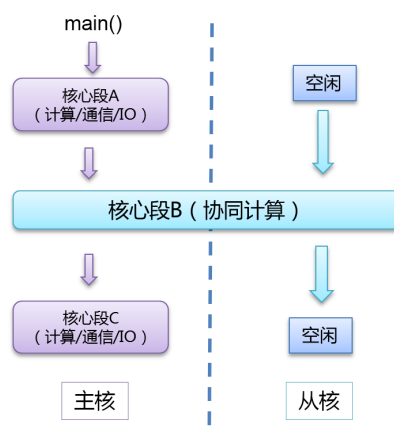 main()
核心段A
（计算/通信/IO）
空闲
核心段B（协同计算）
核心段C
（计算/通信/IO）
空闲
主核
从核